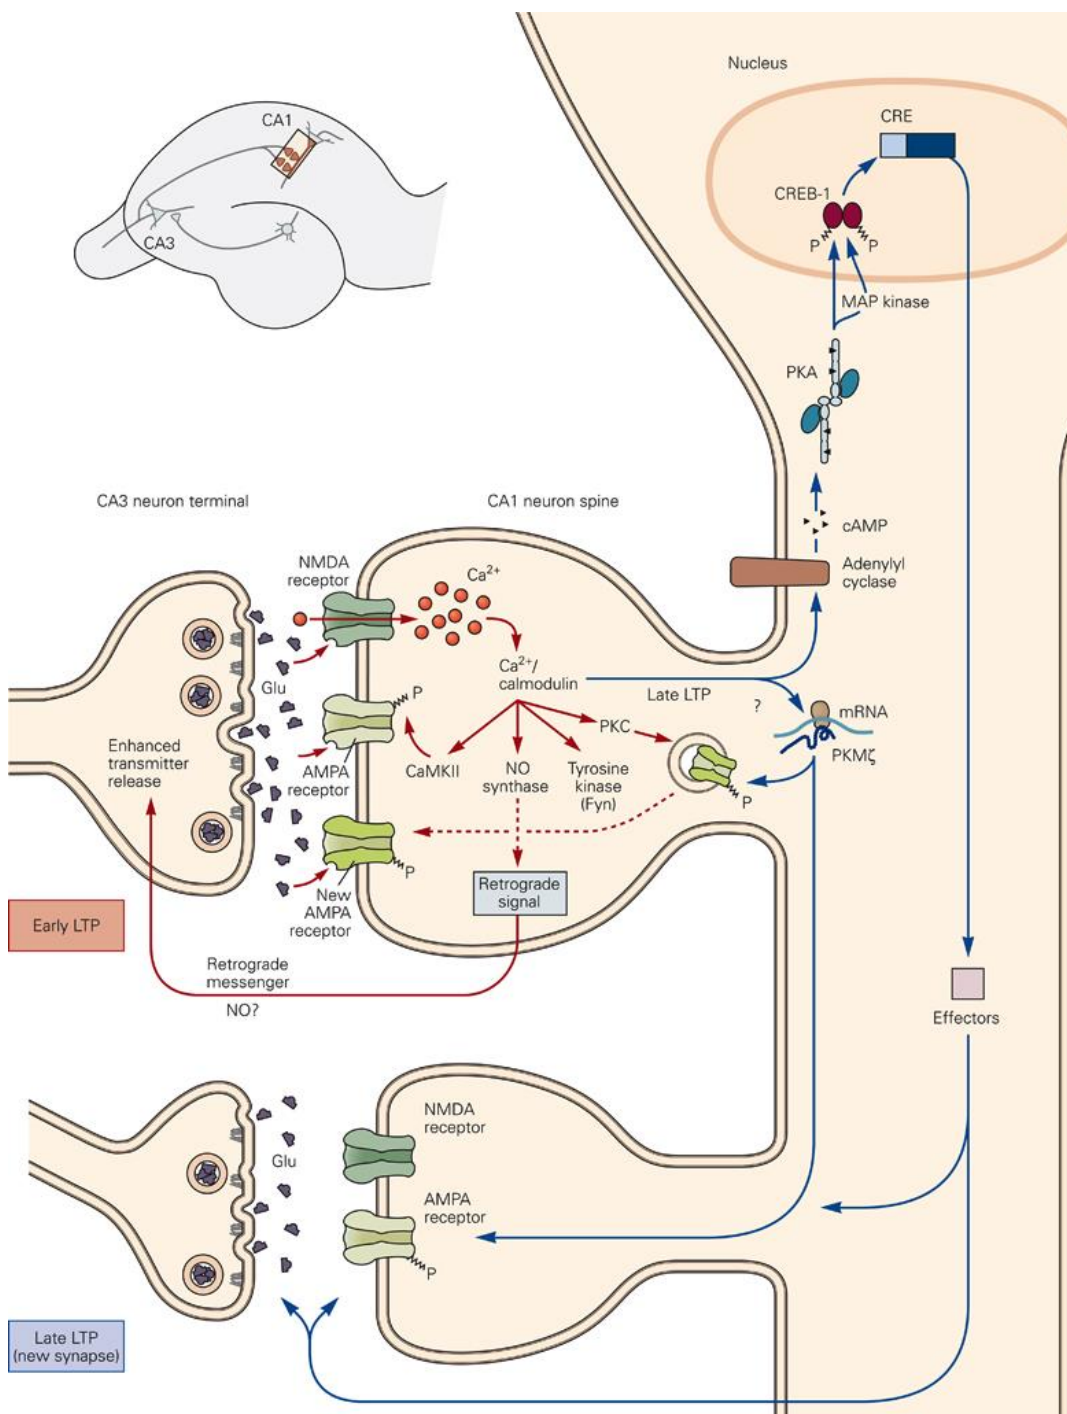 Nucleus
CRE
CA1
CREB-1
CA3
P
P
MAP kinase
PKA
CA3 neuron terminal
CA1 neuron spine
cAMP
NMDA
receptor
Ca2+
Adenylyl
cyclase
Ca2+/
calmodulin
Glu
P
Late LTP
?
mRNA
PKC
PKMζ
Enhanced
transmitter
release
AMPA
receptor
CaMKII
NO
synthase
Tyrosine
kinase
(Fyn)
P
P
New
AMPA
receptor
Retrograde
signal
Early LTP
Retrograde
messenger
NO?
Effectors
NMDA
receptor
Glu
AMPA
receptor
P
Late LTP
(new synapse)